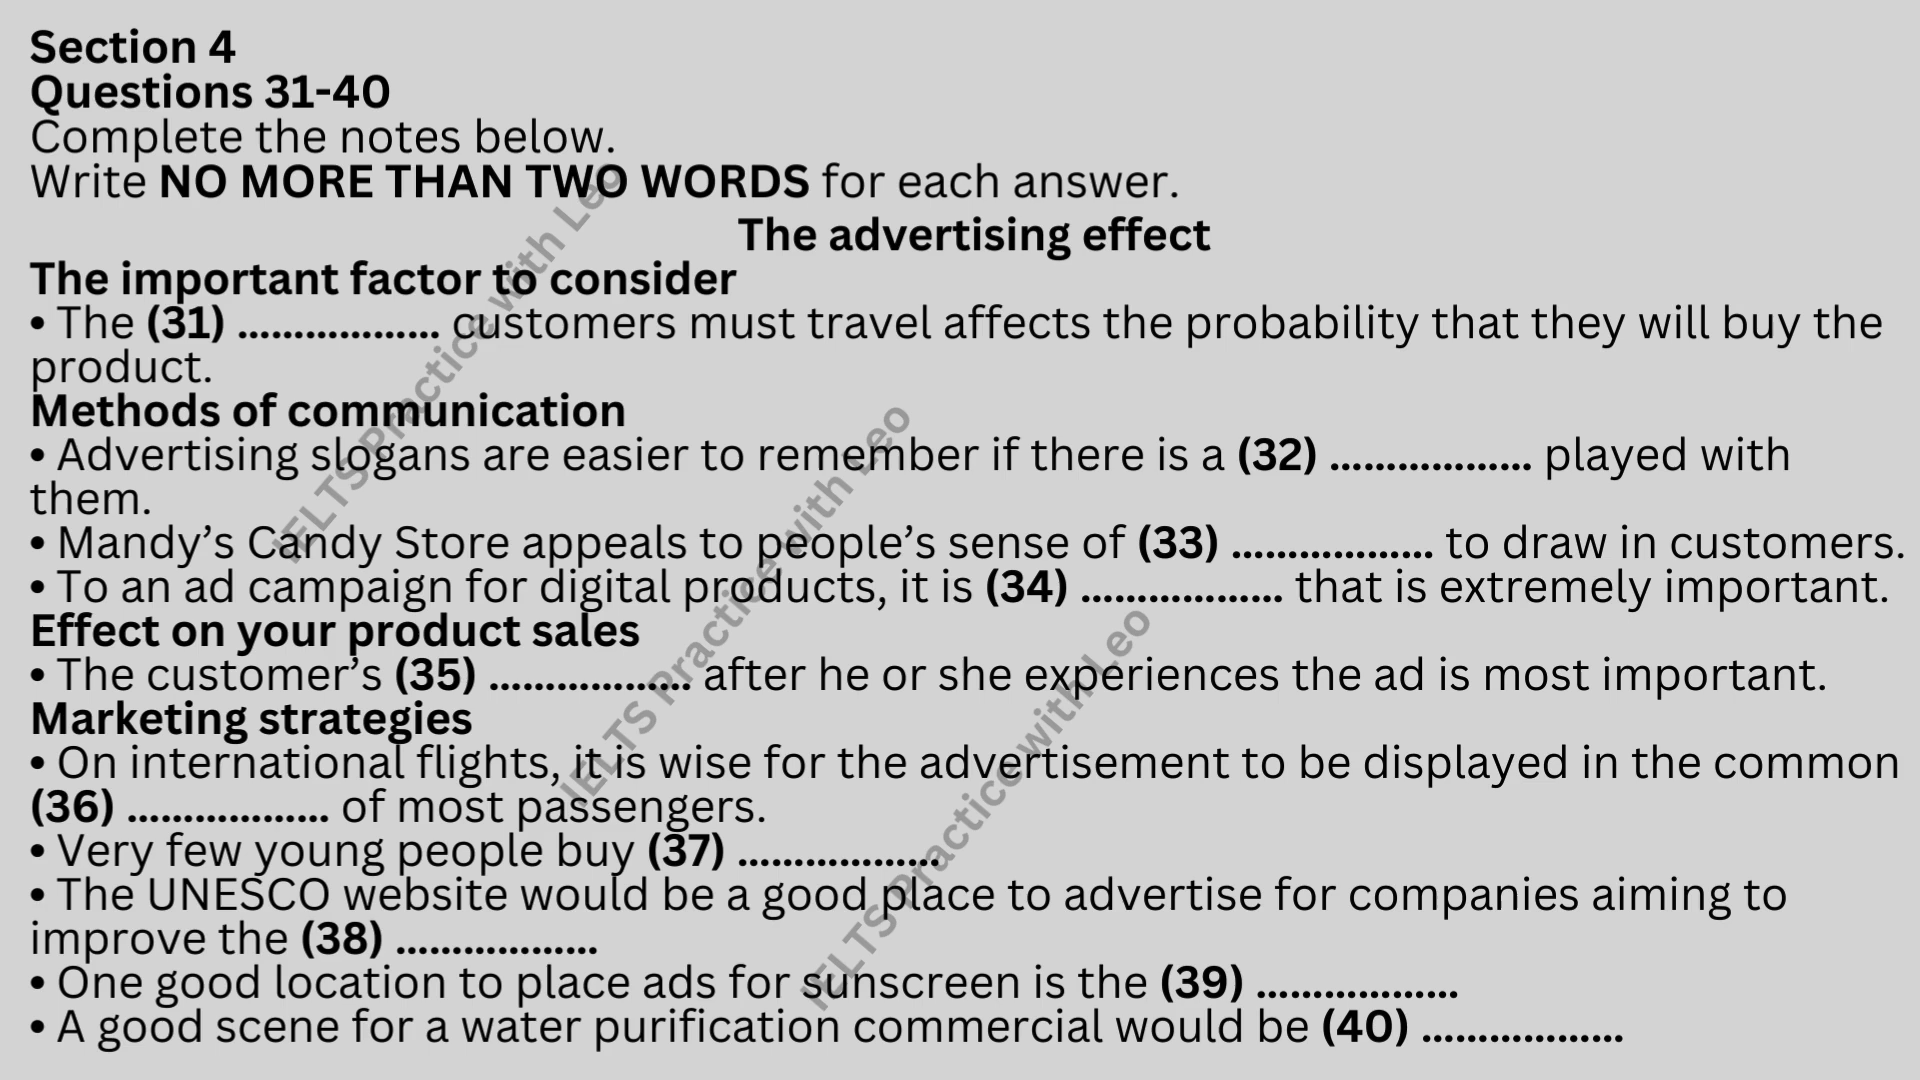 Section 4
Questions 31-40
Complete the notes below.
Write NO MORE THAN TWO WORDS for each answer.
The advertising effect
The important factor to consider
• The (31) .................. customers must travel affects the probability that they will buy the
product.
Methods of communication
• Advertising slogans are easier to remember if there is a (32) .................. played with
them.
• Mandy’s Candy Store appeals to people’s sense of (33) .................. to draw in customers.
• To an ad campaign for digital products, it is (34) .................. that is extremely important.
Effect on your product sales
• The customer’s (35) .................. after he or she experiences the ad is most important.
Marketing strategies
• On international flights, it is wise for the advertisement to be displayed in the common
(36) .................. of most passengers.
• Very few young people buy (37) ..................
• The UNESCO website would be a good place to advertise for companies aiming to
improve the (38) ..................
• One good location to place ads for sunscreen is the (39) ..................
• A good scene for a water purification commercial would be (40) ..................
IELTS Practice with Leo
IELTS Practice with Leo
IELTS Practice with Leo